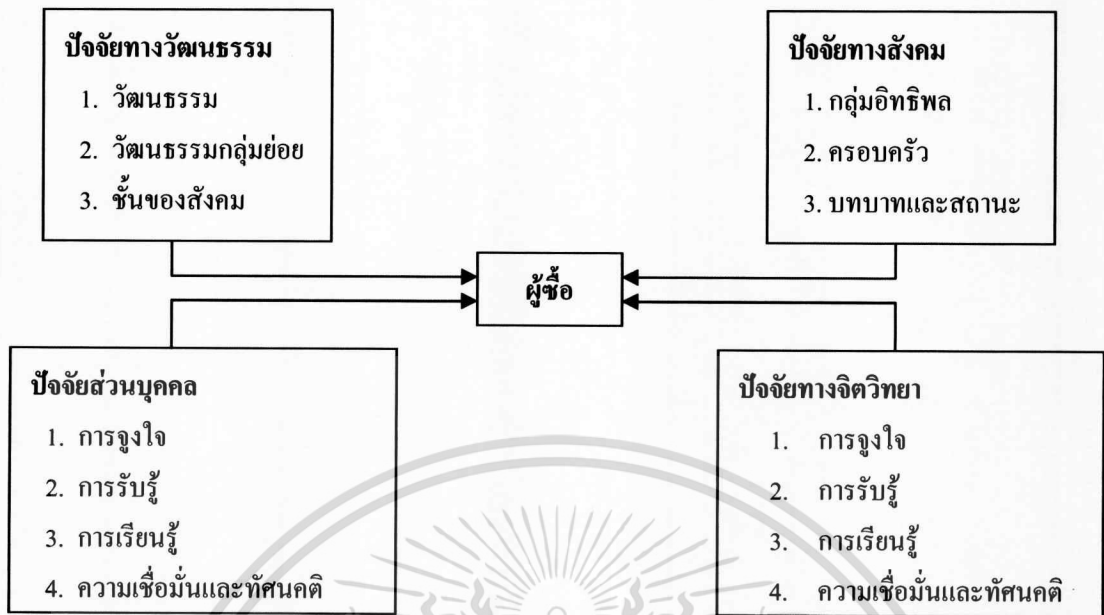 ปัจจัยทางวัฒนธรรม
1. วัฒนธรรม
2. วัฒนธรรมกลุ่มย่อย
3. ชั้นของสังคม
ปัจจัยทางสังคม
1. กลุ่มอิทธิพล
2. ครอบครัว
3. บทบาทและสถานะ
ผู้ซื้อ
ปัจจัยส่วนบุคคล
1. การจูงใจ
2. การรับรู้
3. การเรียนรู้
4. ความเชื่อมั่นและทัศนคติ
ปัจจัยทางจิตวิทยา
1. การจูงใจ
2. การรับรู้
3. การเรียนรู้
4. ความเชื่อมั่นและทัศนคติ